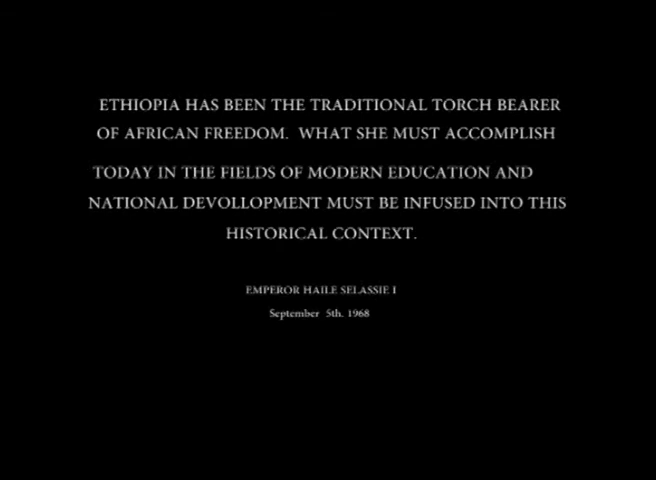 ETHIOPIA HAS BEEN THE TRADITIONAL TORCH BEARER
OF AFRICAN FREEDOM. WHAT SHE MUST ACCOMPLISH
TODAY IN THE FIELDS OF MODERN EDUCATION AND
NATIONAL DEVOLLOPMENT MUST BE INFUSED INTO THIS
HISTORICAL CONTEXT.
EMPEROR HAILE SELASSIE I
September 5th. 1968